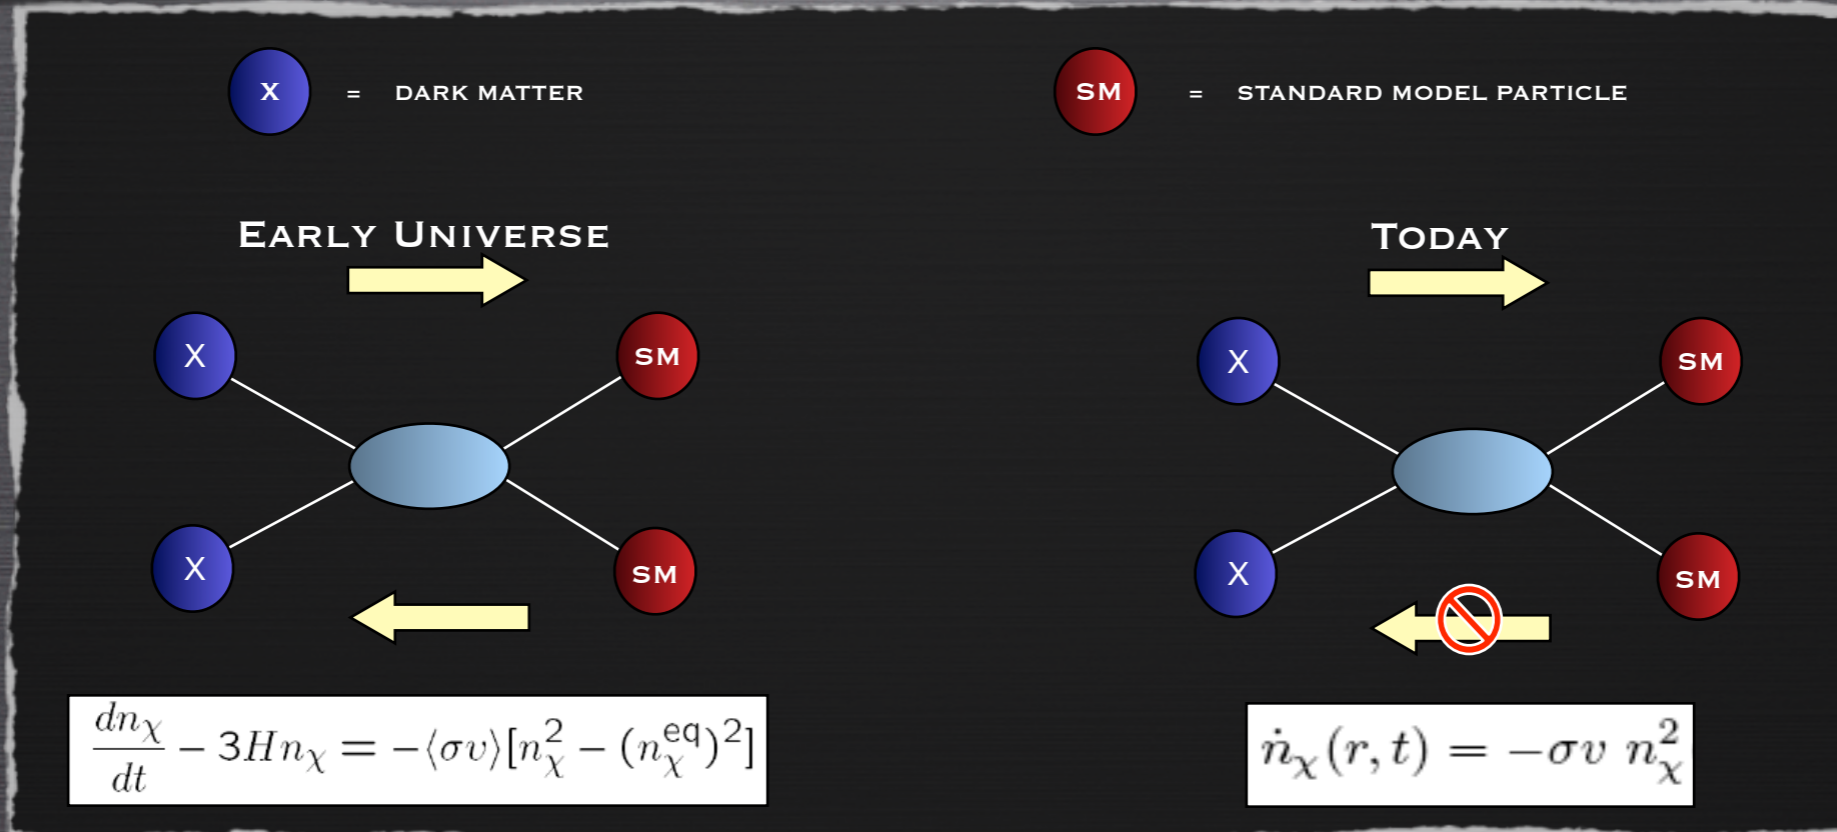 X = DARK MATTER
SM = STANDARD MODEL PARTICLE
EARLY UNIVERSE
X
SM
X
SM
dnχ/dt − 3Hnχ = −⟨σv⟩[nχ² − (nχ^eq)²]
TODAY
X
SM
X
SM
ṅχ(r, t) = −σv nχ²